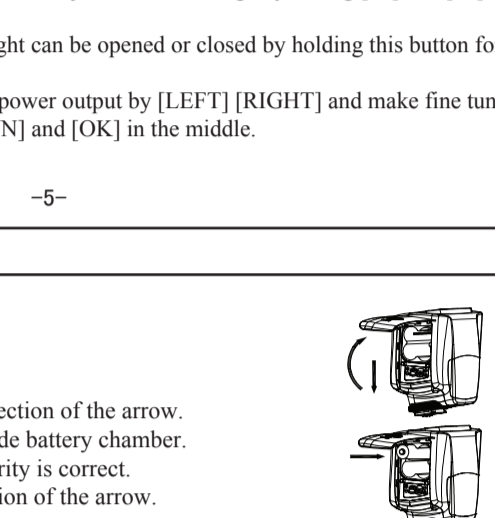 ght can be opened or closed by holding this button fo
power output by [LEFT] [RIGHT] and make fine tun
N] and [OK] in the middle.
–5–
ection of the arrow.
de battery chamber.
rity is correct.
ion of the arrow.